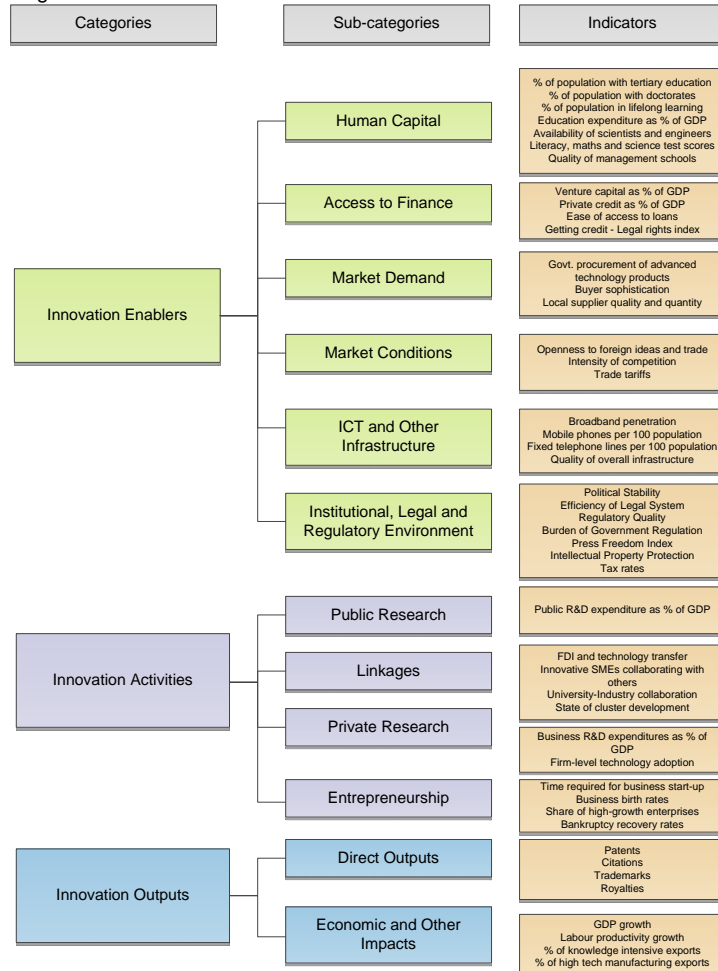 Categories
Sub-categories
Indicators
Innovation Enablers
Human Capital
% of population with tertiary education
% of population with doctorates
% of population in lifelong learning
Education expenditure as % of GDP
Availability of scientists and engineers
Literacy, maths and science test scores
Quality of management schools
Access to Finance
Venture capital as % of GDP
Private credit as % of GDP
Ease of access to loans
Getting credit - Legal rights index
Market Demand
Govt. procurement of advanced
technology products
Buyer sophistication
Local supplier quality and quantity
Market Conditions
Openness to foreign ideas and trade
Intensity of competition
Trade tariffs
ICT and Other
Infrastructure
Broadband penetration
Mobile phones per 100 population
Fixed telephone lines per 100 population
Quality of overall infrastructure
Institutional, Legal and
Regulatory Environment
Political Stability
Efficiency of Legal System
Regulatory Quality
Burden of Government Regulation
Press Freedom Index
Intellectual Property Protection
Tax rates
Innovation Activities
Public Research
Public R&D expenditure as % of GDP
Linkages
FDI and technology transfer
Innovative SMEs collaborating with
others
University-Industry collaboration
State of cluster development
Private Research
Business R&D expenditures as % of
GDP
Firm-level technology adoption
Entrepreneurship
Time required for business start-up
Business birth rates
Share of high-growth enterprises
Bankruptcy recovery rates
Innovation Outputs
Direct Outputs
Patents
Citations
Trademarks
Royalties
Economic and Other
Impacts
GDP growth
Labour productivity growth
% of knowledge intensive exports
% of high tech manufacturing exports